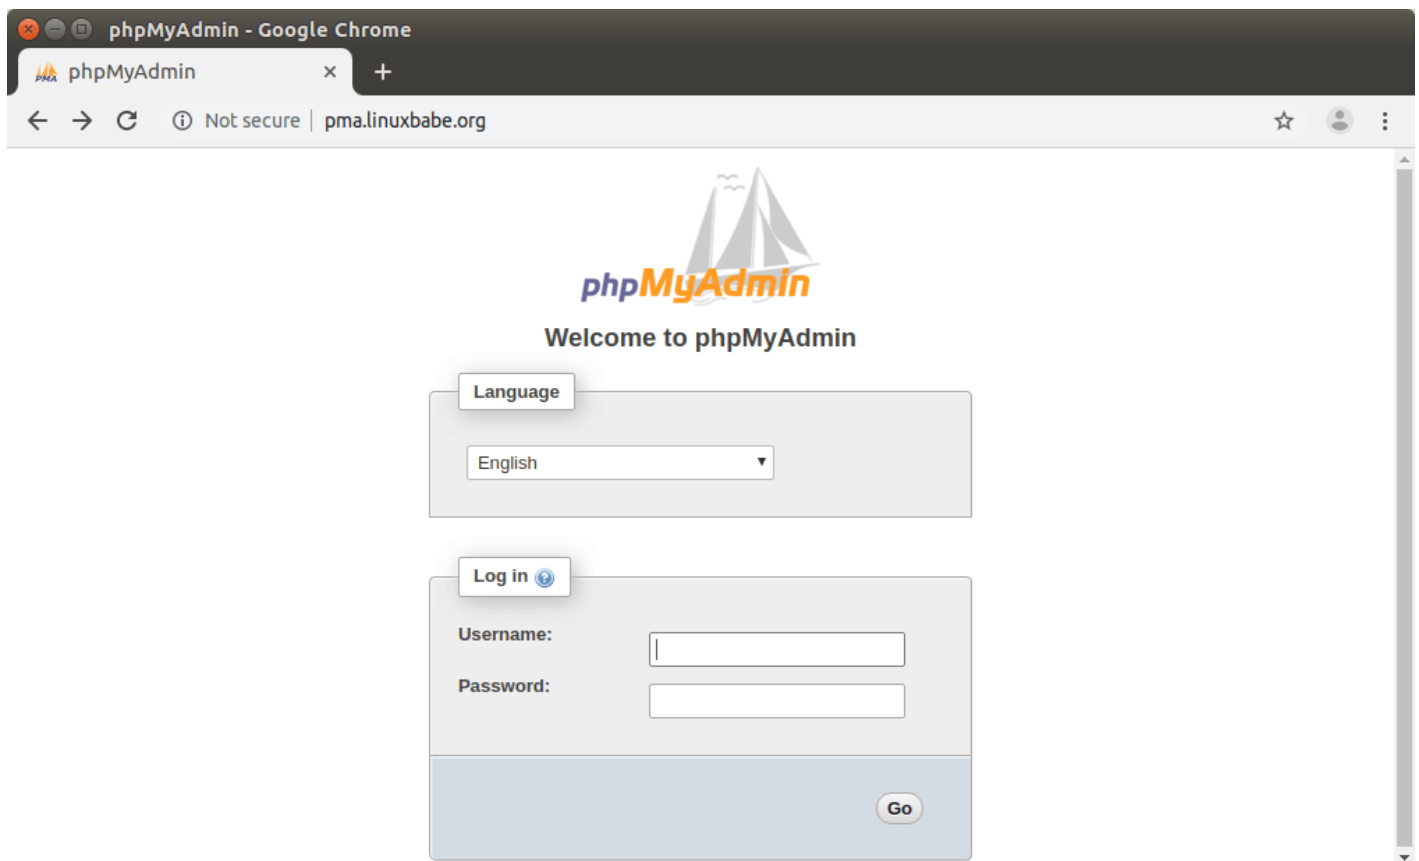 phpMyAdmin - Google Chrome
PMA phpMyAdmin
Not secure | pma.linuxbabe.org
phpMyAdmin
Welcome to phpMyAdmin
Language
English
Log in
Username:
Password:
Go